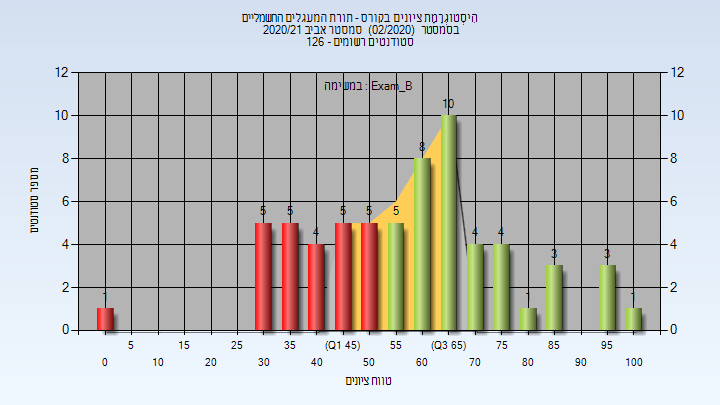 היסטוגרמת ציונים בקורס - תורת המעגלים החשמליים
בסמסטר (02/2020) סמסטר אביב 2020/21
סטודנטים רשומים - 126
במשימה : Exam_B
12 12
10 10
8 8
6 6
4 4
2 2
0 0
מספר סטודנטים
1 5 5 4 5 5 5 8 10 4 4 1 3 3 1
5 15 25 35 (Q1 45) 55 (Q3 65) 75 85 95
0 10 20 30 40 50 60 70 80 90 100
טווח ציונים